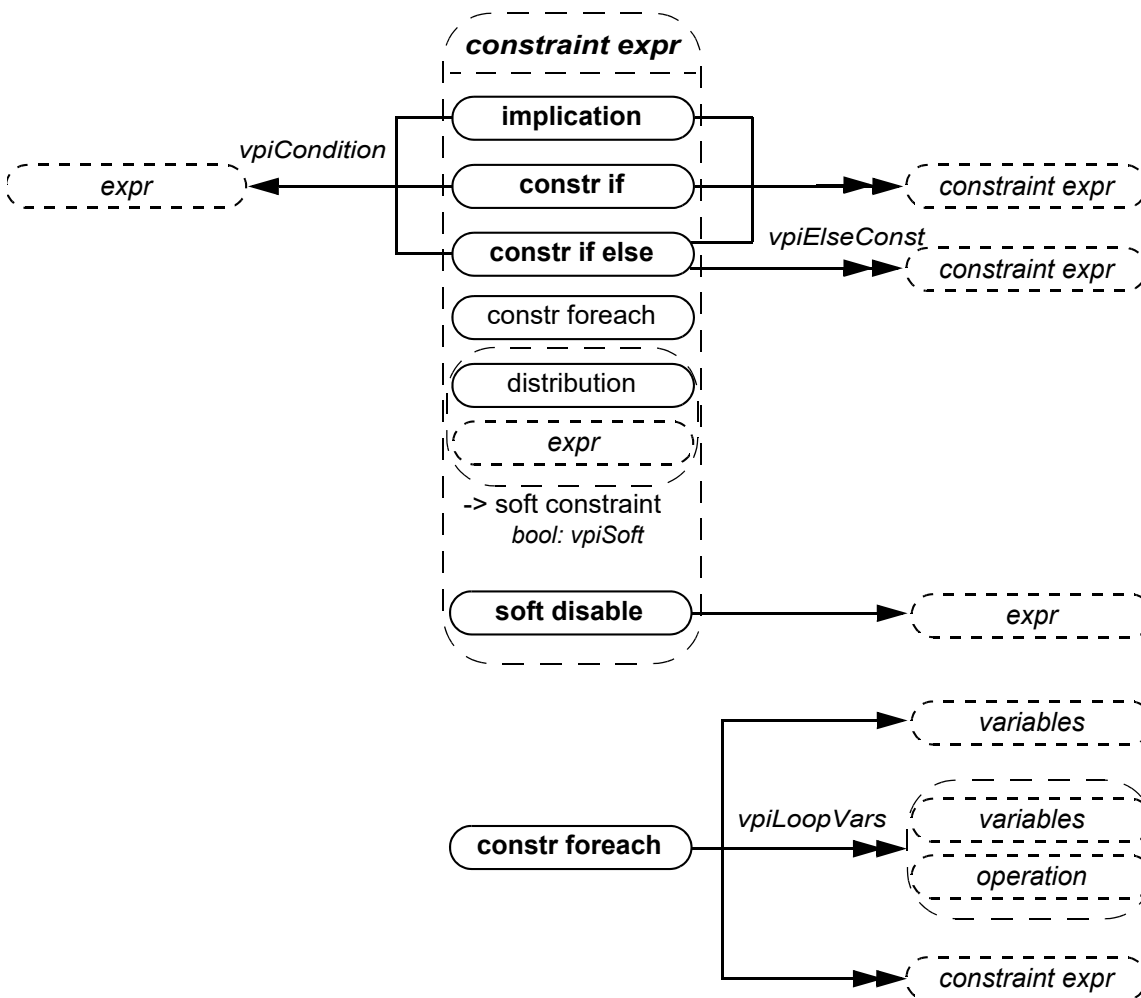 constraint expr
implication
vpiCondition
expr
constr if
constraint expr
constr if else
vpiElseConst
constraint expr
constr foreach
distribution
expr
-> soft constraint
bool: vpiSoft
soft disable
expr
variables
vpiLoopVars
variables
constr foreach
operation
constraint expr